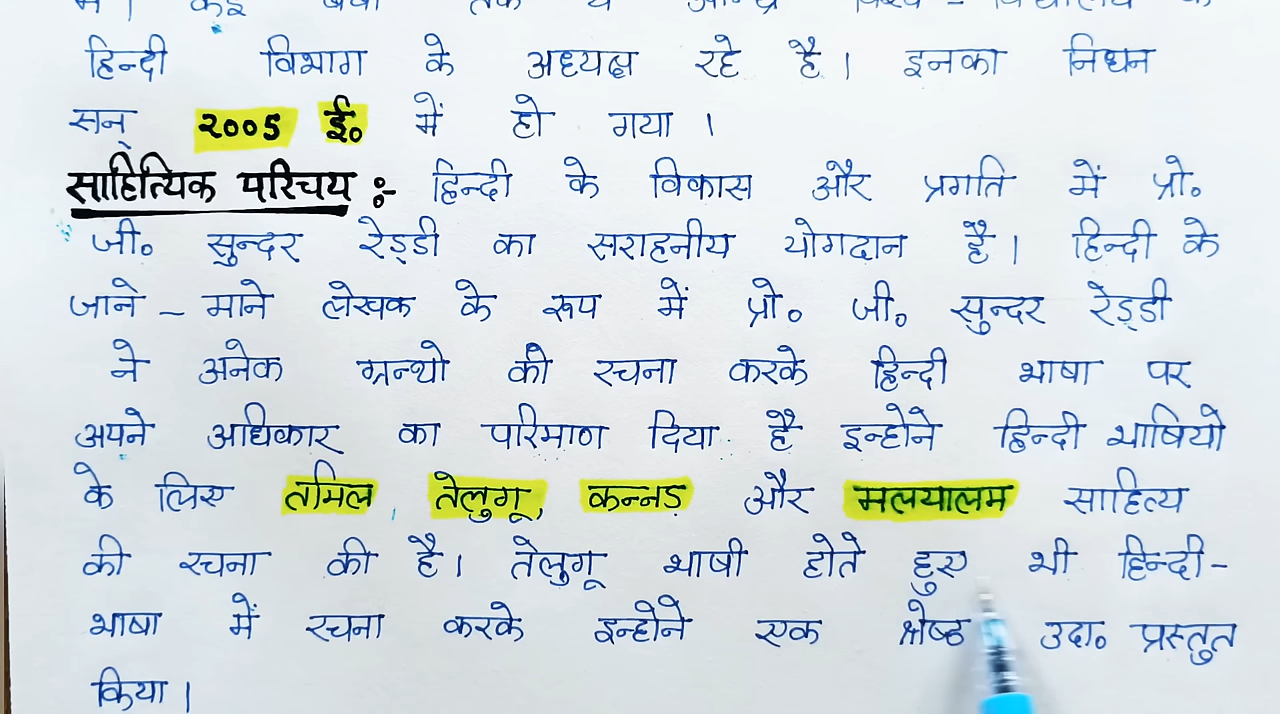 हिन्दी विभाग के अध्यक्ष रहे है। इनका निधन
सन् २००5 ई० में हो गया।
साहित्यिक परिचय :- हिन्दी के विकास और प्रगति में प्रो०
जी० सुन्दर रेड्डी का सराहनीय योगदान है। हिन्दी के
जाने - माने लेखक के रूप में प्रो० जी० सुन्दर रेड्डी
ने अनेक ग्रन्थो की रचना करके हिन्दी भाषा पर
अपने अधिकार का परिमाण दिया है इन्होने हिन्दी भाषियो
के लिए तमिल, तेलुगू, कन्नड़ और मलयालम साहित्य
की रचना की है। तेलुगू भाषी होते हुए भी हिन्दी-
भाषा में रचना करके इन्होने एक श्रेष्ठ उदा० प्रस्तुत
किया।